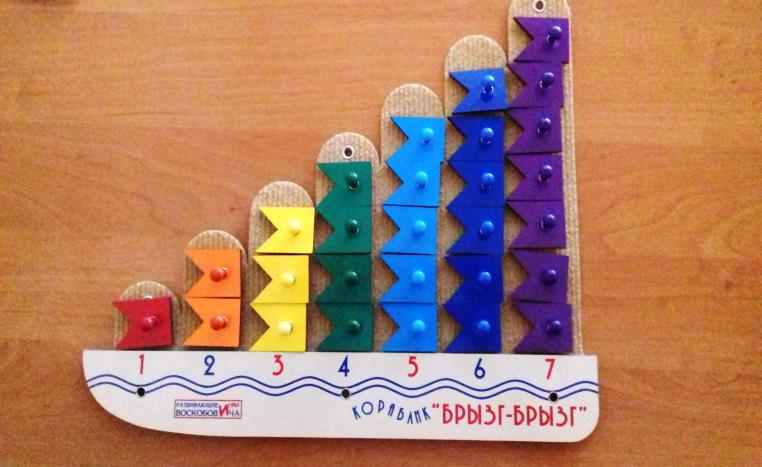 1 2 3 4 5 6 7
РАЗВИВАЮЩИЕ ИГРЫ
ВОСКОБОВИЧА
КОРАБЛИК "БРЫЗГ-БРЫЗГ"